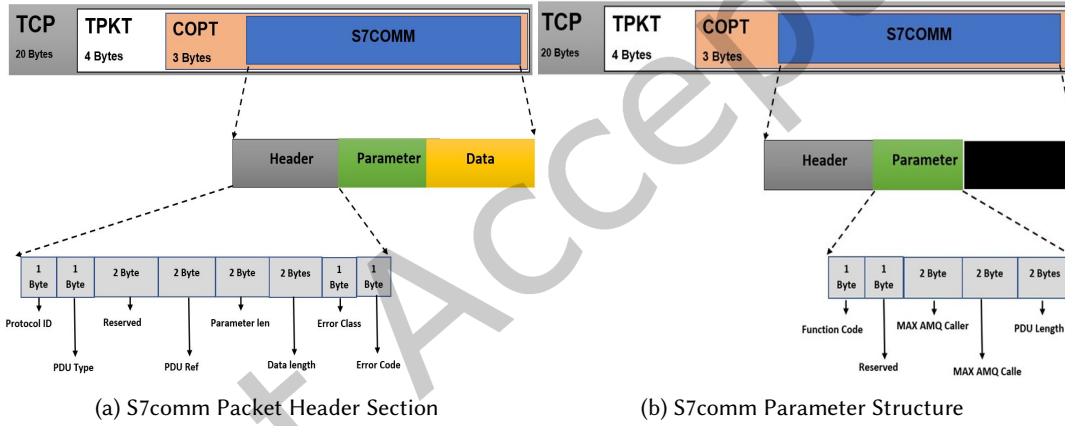 TCP
20 Bytes
TPKT
4 Bytes
COPT
3 Bytes
S7COMM
Header
Parameter
Data
1 Byte
1 Byte
2 Byte
2 Byte
2 Byte
2 Bytes
1 Byte
1 Byte
Protocol ID
Reserved
Parameter len
Error Class
PDU Type
PDU Ref
Data length
Error Code
(a) S7comm Packet Header Section
TCP
20 Bytes
TPKT
4 Bytes
COPT
3 Bytes
S7COMM
Header
Parameter
1 Byte
1 Byte
2 Byte
2 Byte
2 Bytes
Function Code
MAX AMQ Caller
PDU Length
Reserved
MAX AMQ Calle
(b) S7comm Parameter Structure
t Accept